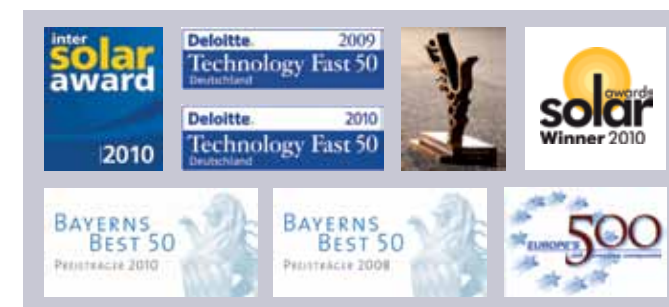 inter
solar
award
2010
Deloitte. 2009
Technology Fast 50
Deutschland
Deloitte. 2010
Technology Fast 50
Deutschland
awards
solar
Winner 2010
BAYERNS
BEST 50
PREISTRÄGER 2010
BAYERNS
BEST 50
PREISTRÄGER 2008
EUROPE'S
500